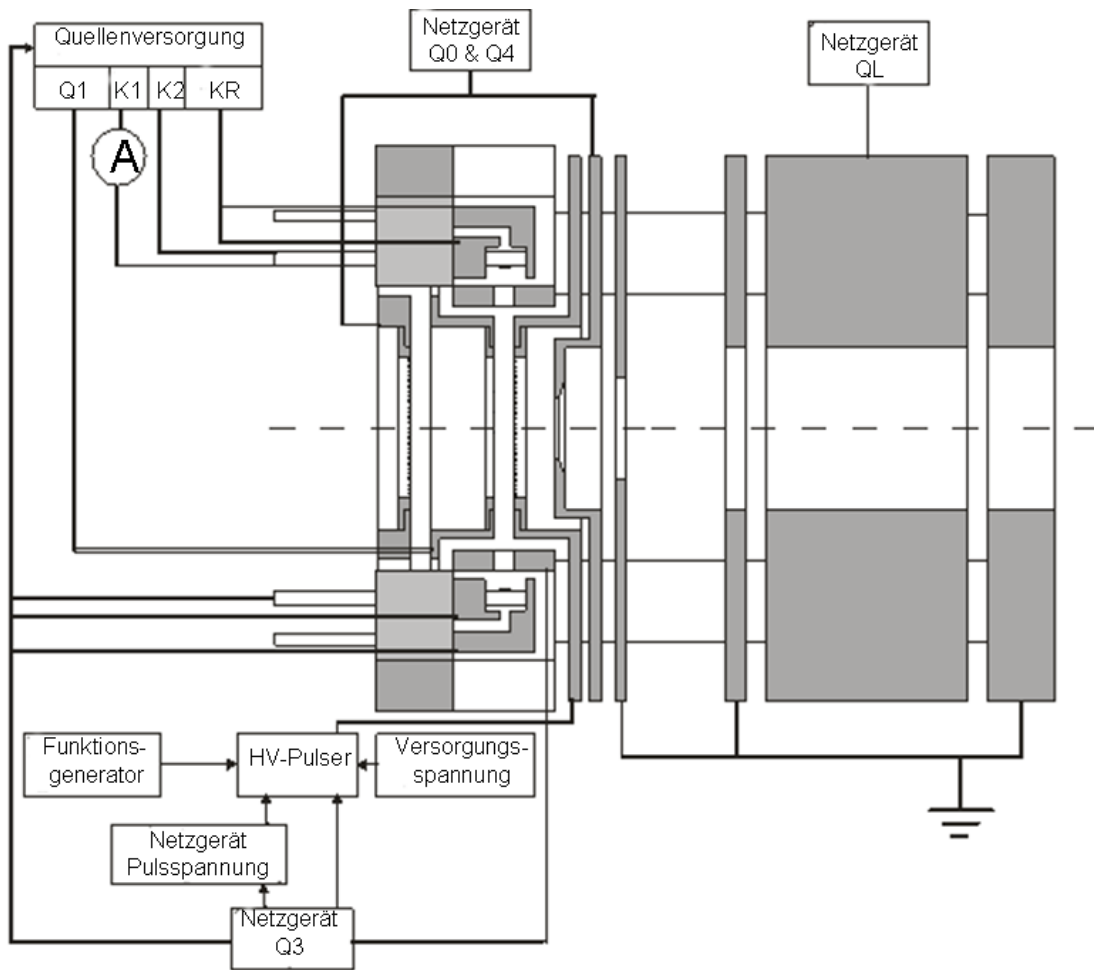 Quellenversorgung
Q1 K1 K2 KR
A
Netzgerät
Q0 & Q4
Netzgerät
QL
Funktions-
generator
HV-Pulser
Versorgungs-
spannung
Netzgerät
Pulsspannung
Netzgerät
Q3